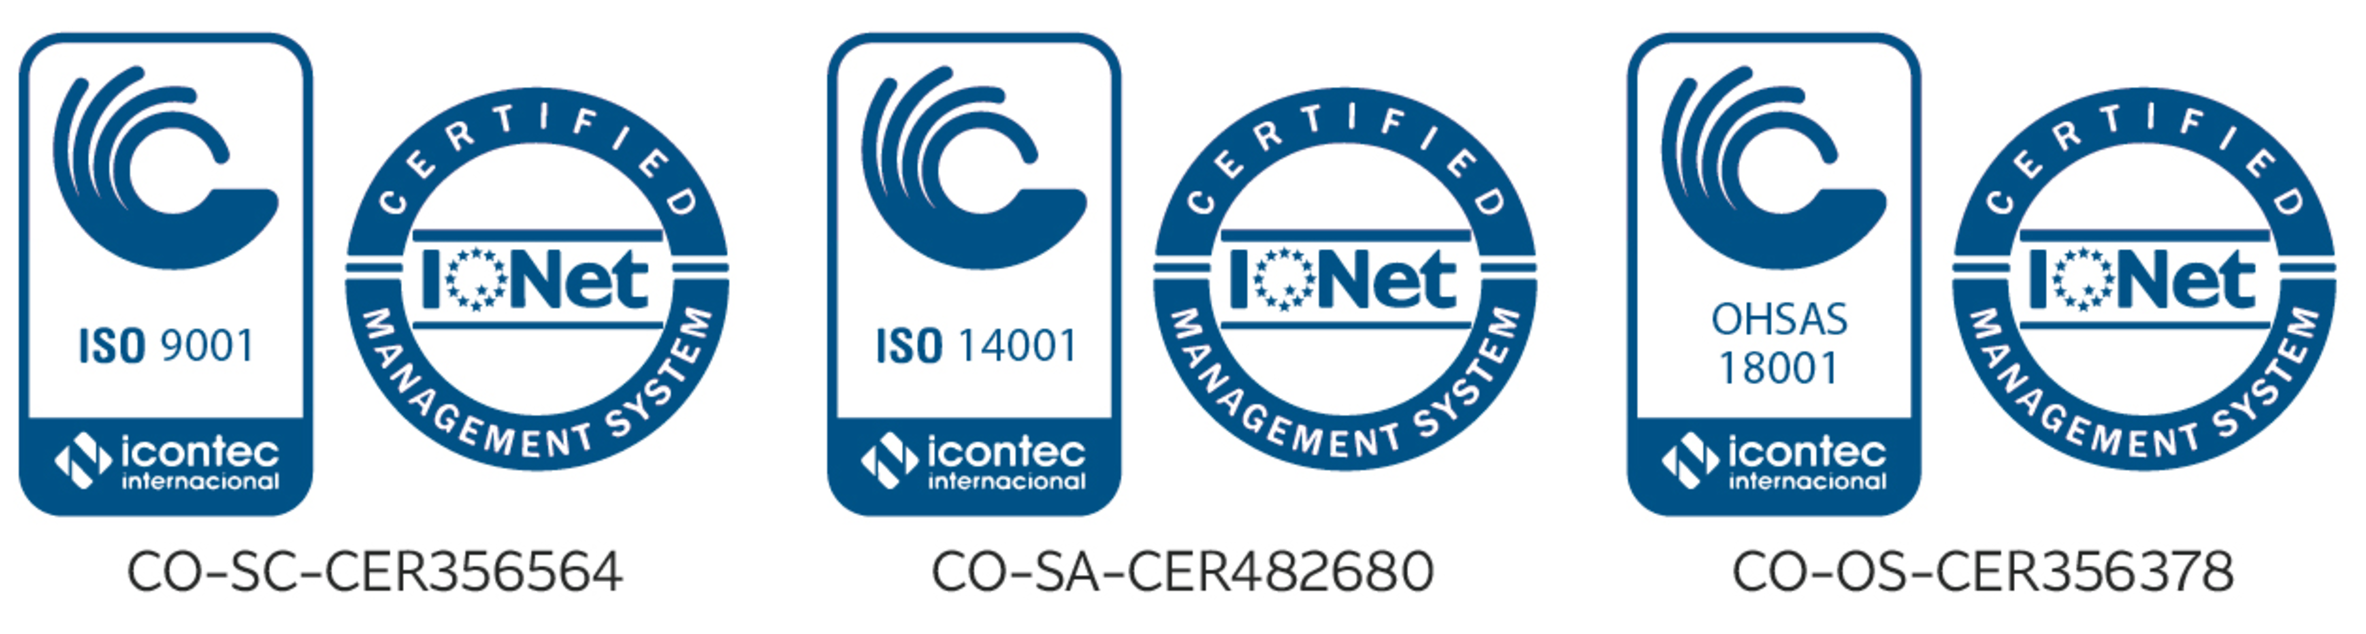 ISO 9001
icontec
internacional
CERTIFIED
IQNet
MANAGEMENT SYSTEM
CO-SC-CER356564
ISO 14001
icontec
internacional
CERTIFIED
IQNet
MANAGEMENT SYSTEM
CO-SA-CER482680
OHSAS
18001
icontec
internacional
CERTIFIED
IQNet
MANAGEMENT SYSTEM
CO-OS-CER356378